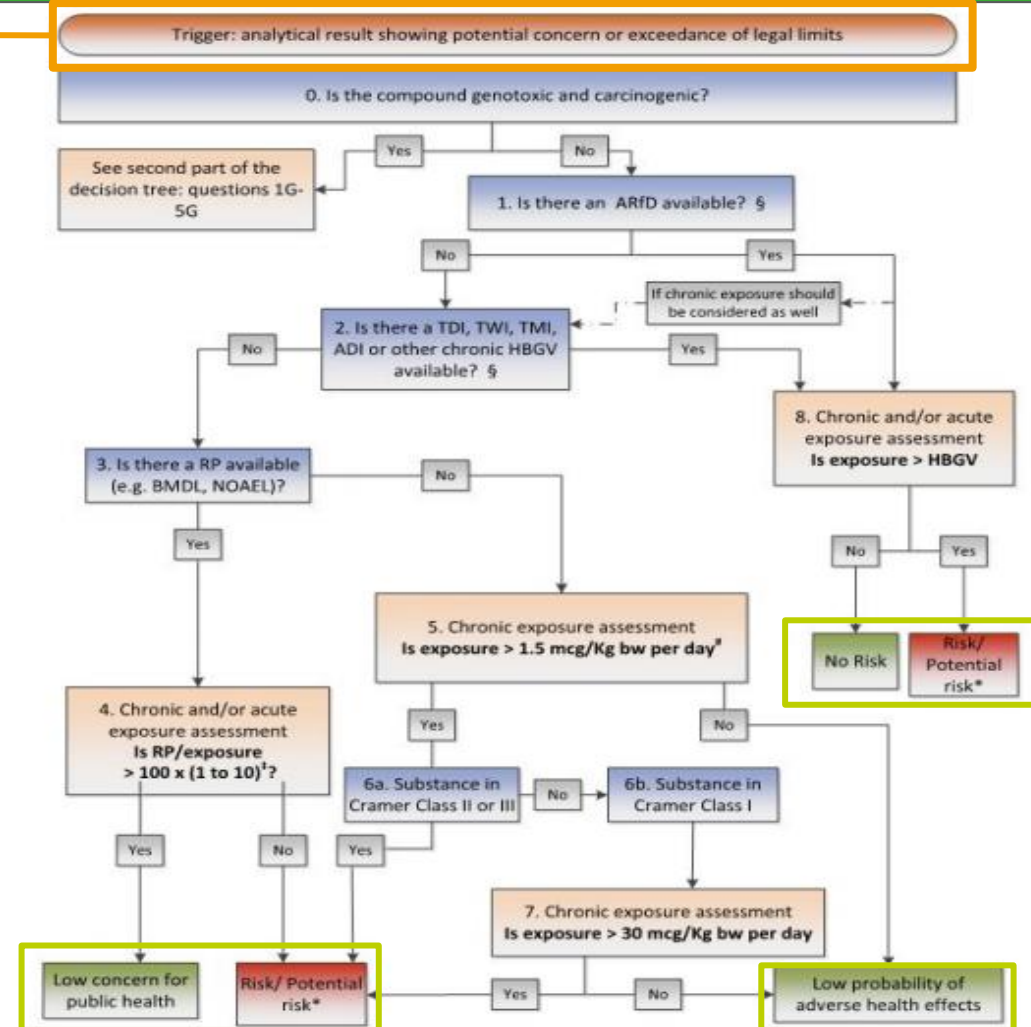 Trigger: analytical result showing potential concern or exceedance of legal limits
0. Is the compound genotoxic and carcinogenic?
Yes
No
See second part of the
decision tree: questions 1G-
5G
1. Is there an ARfD available? §
No
Yes
If chronic exposure should
be considered as well
2. Is there a TDI, TWI, TMI,
ADI or other chronic HBGV
available? §
No
Yes
8. Chronic and/or acute
exposure assessment
Is exposure > HBGV
3. Is there a RP available
(e.g. BMDL, NOAEL)?
No
Yes
No
Yes
5. Chronic exposure assessment
Is exposure > 1.5 mcg/Kg bw per day
No Risk
Risk/
Potential
risk*
4. Chronic and/or acute
exposure assessment
Is RP/exposure
> 100 x (1 to 10)‡?
Yes
No
6a. Substance in
Cramer Class II or III
No
6b. Substance in
Cramer Class I
Yes
No
Yes
7. Chronic exposure assessment
Is exposure > 30 mcg/Kg bw per day
Low concern for
public health
Risk/ Potential
risk*
Yes
No
Low probability of
adverse health effects